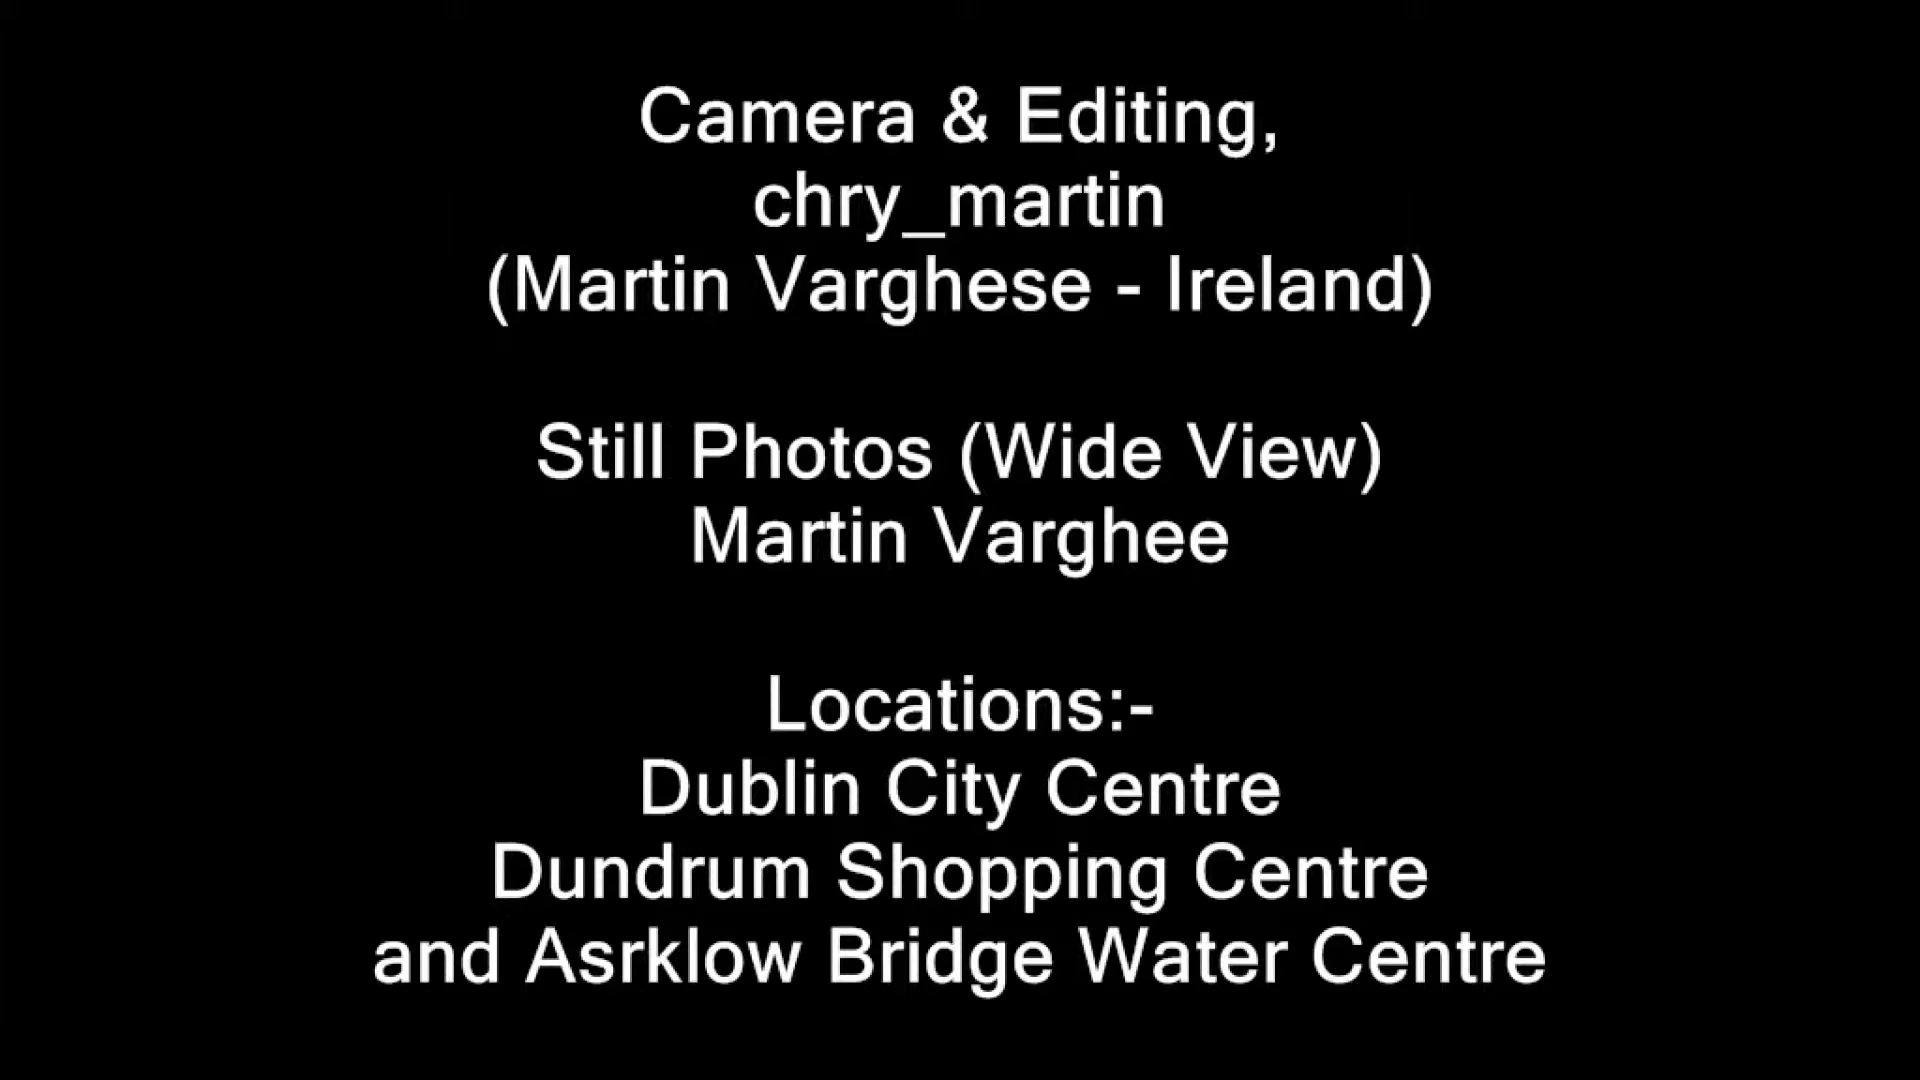 Camera & Editing,
chry_martin
(Martin Varghese - Ireland)
Still Photos (Wide View)
Martin Varghee
Locations:-
Dublin City Centre
Dundrum Shopping Centre
and Asrklow Bridge Water Centre